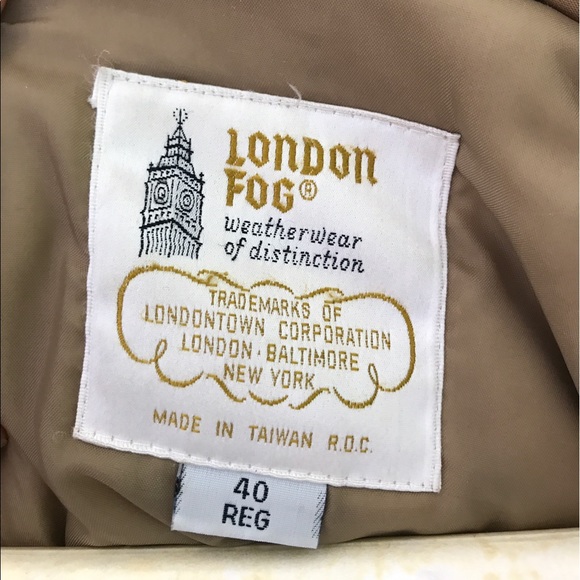 LONDON
FOG®
weatherwear
of distinction
TRADEMARKS OF
LONDONTOWN CORPORATION
LONDON · BALTIMORE
NEW YORK
MADE IN TAIWAN R.O.C.
40
REG